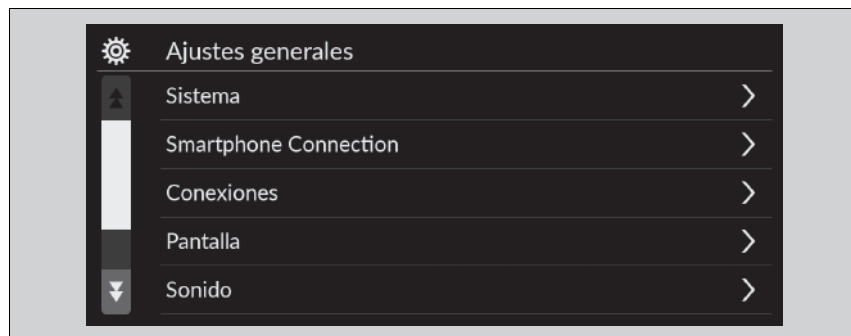 Ajustes generales
Sistema
Smartphone Connection
Conexiones
Pantalla
Sonido